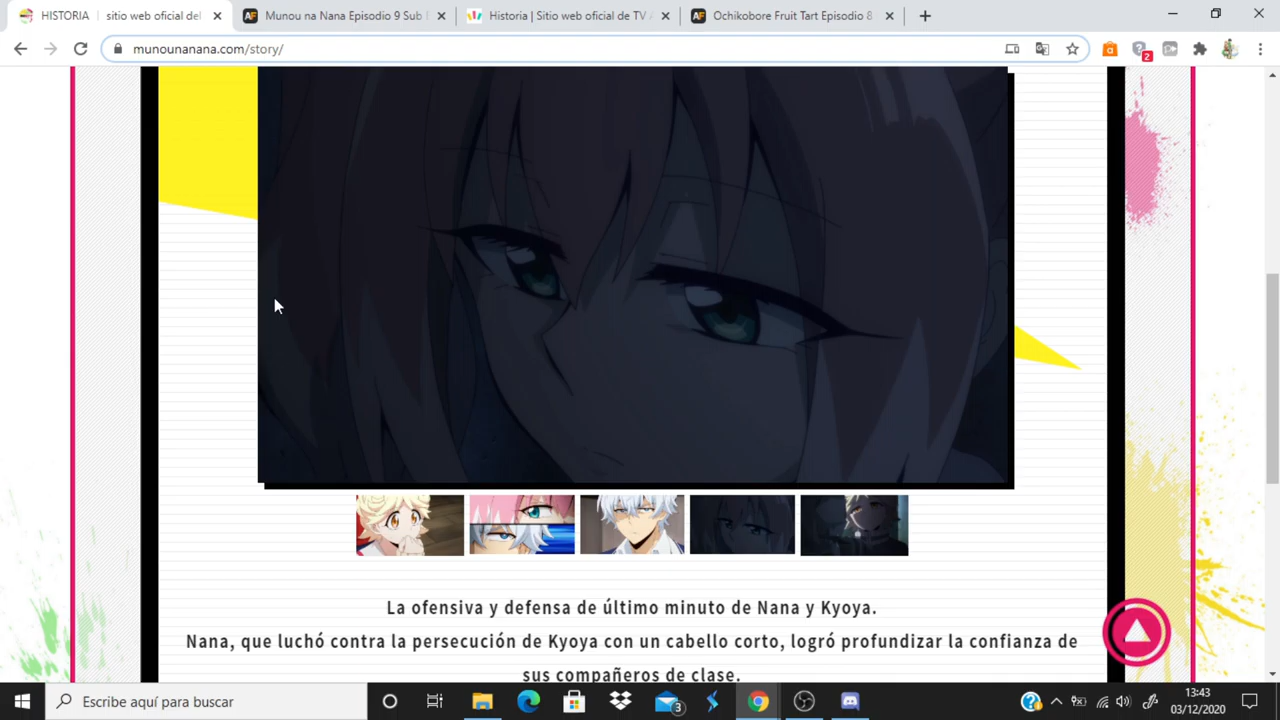 HISTORIA | sitio web oficial del
Munou na Nana Episodio 9 Sub E
Historia | Sitio web oficial de TV A
Ochikobore Fruit Tart Episodio 8
munounanana.com/story/
2
La ofensiva y defensa de último minuto de Nana y Kyoya.
Nana, que luchó contra la persecución de Kyoya con un cabello corto, logró profundizar la confianza de
sus compañeros de clase.
Escribe aquí para buscar
3
13:43
03/12/2020